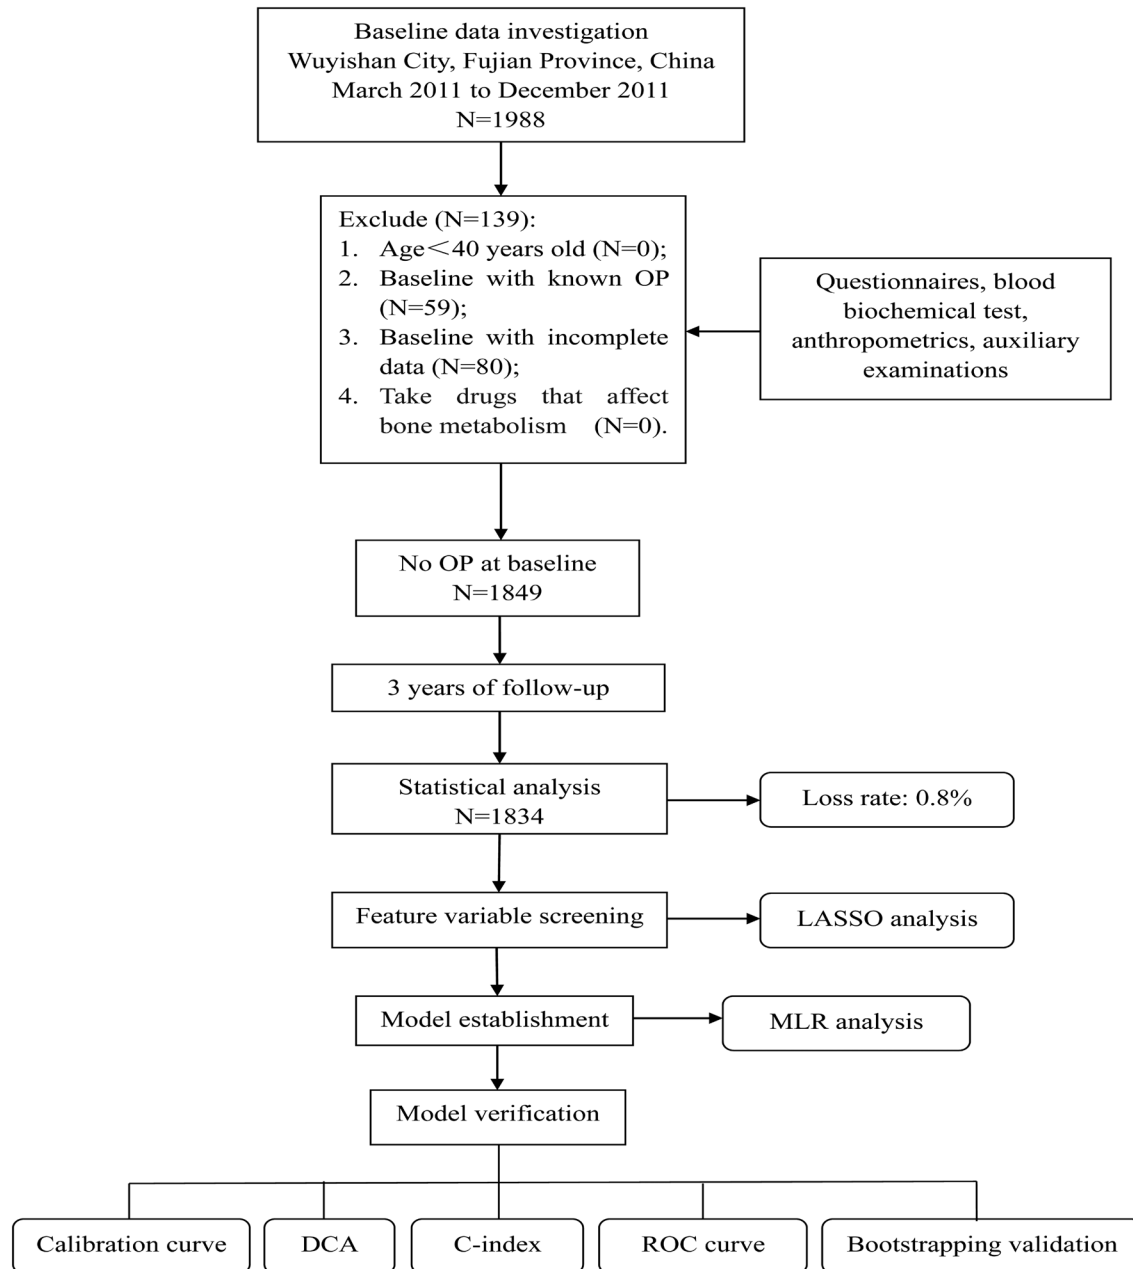 Baseline data investigation
Wuyishan City, Fujian Province, China
March 2011 to December 2011
N=1988
Exclude (N=139):
1. Age＜40 years old (N=0);
2. Baseline with known OP
(N=59);
3. Baseline with incomplete
data (N=80);
4. Take drugs that affect
bone metabolism (N=0).
Questionnaires, blood
biochemical test,
anthropometrics, auxiliary
examinations
No OP at baseline
N=1849
3 years of follow-up
Statistical analysis
N=1834
Loss rate: 0.8%
Feature variable screening
LASSO analysis
Model establishment
MLR analysis
Model verification
Calibration curve
DCA
C-index
ROC curve
Bootstrapping validation